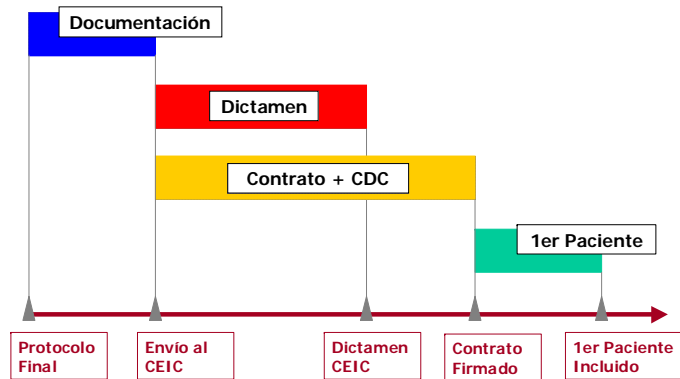 Documentación
Dictamen
Contrato + CDC
1er Paciente
Protocolo
Final
Envío al
CEIC
Dictamen
CEIC
Contrato
Firmado
1er Paciente
Incluido